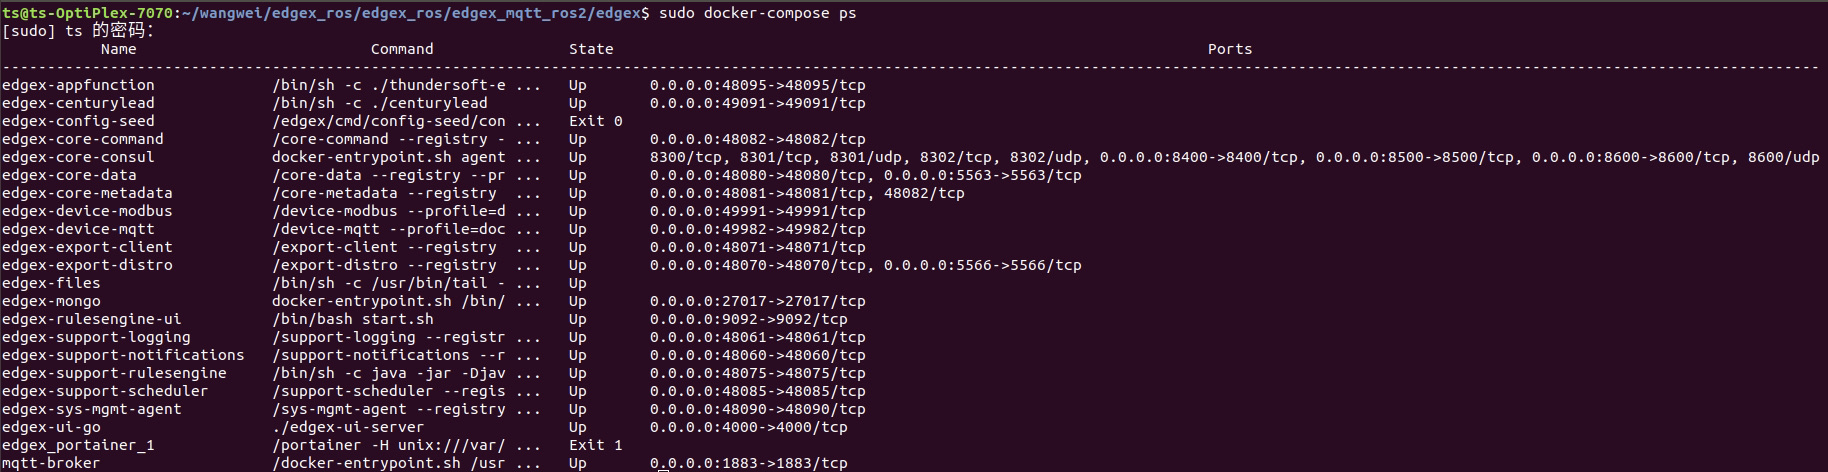 ts@ts-OptiPlex-7070:~/wangwei/edgex_ros/edgex_ros/edgex_mqtt_ros2/edgex$ sudo docker-compose ps
[sudo] ts 的密码:
Name Command State Ports
--------------------------------------------------------------------------------------------------------------------------------------------------------------------------------------------------------
edgex-appfunction /bin/sh -c ./thundersoft-e ... Up 0.0.0.0:48095->48095/tcp
edgex-centurylead /bin/sh -c ./centurylead Up 0.0.0.0:49091->49091/tcp
edgex-config-seed /edgex/cmd/config-seed/con ... Exit 0
edgex-core-command /core-command --registry - ... Up 0.0.0.0:48082->48082/tcp
edgex-core-consul docker-entrypoint.sh agent ... Up 8300/tcp, 8301/tcp, 8301/udp, 8302/tcp, 8302/udp, 0.0.0.0:8400->8400/tcp, 0.0.0.0:8500->8500/tcp, 0.0.0.0:8600->8600/tcp, 8600/udp
edgex-core-data /core-data --registry --pr ... Up 0.0.0.0:48080->48080/tcp, 0.0.0.0:5563->5563/tcp
edgex-core-metadata /core-metadata --registry ... Up 0.0.0.0:48081->48081/tcp, 48082/tcp
edgex-device-modbus /device-modbus --profile=d ... Up 0.0.0.0:49991->49991/tcp
edgex-device-mqtt /device-mqtt --profile=doc ... Up 0.0.0.0:49982->49982/tcp
edgex-export-client /export-client --registry ... Up 0.0.0.0:48071->48071/tcp
edgex-export-distro /export-distro --registry ... Up 0.0.0.0:48070->48070/tcp, 0.0.0.0:5566->5566/tcp
edgex-files /bin/sh -c /usr/bin/tail - ... Up
edgex-mongo docker-entrypoint.sh /bin/ ... Up 0.0.0.0:27017->27017/tcp
edgex-rulesengine-ui /bin/bash start.sh Up 0.0.0.0:9092->9092/tcp
edgex-support-logging /support-logging --registr ... Up 0.0.0.0:48061->48061/tcp
edgex-support-notifications /support-notifications --r ... Up 0.0.0.0:48060->48060/tcp
edgex-support-rulesengine /bin/sh -c java -jar -Djav ... Up 0.0.0.0:48075->48075/tcp
edgex-support-scheduler /support-scheduler --regis ... Up 0.0.0.0:48085->48085/tcp
edgex-sys-mgmt-agent /sys-mgmt-agent --registry ... Up 0.0.0.0:48090->48090/tcp
edgex-ui-go ./edgex-ui-server Up 0.0.0.0:4000->4000/tcp
edgex_portainer_1 /portainer -H unix:///var/ ... Exit 1
mqtt-broker /docker-entrypoint.sh /usr ... Up 0.0.0.0:1883->1883/tcp